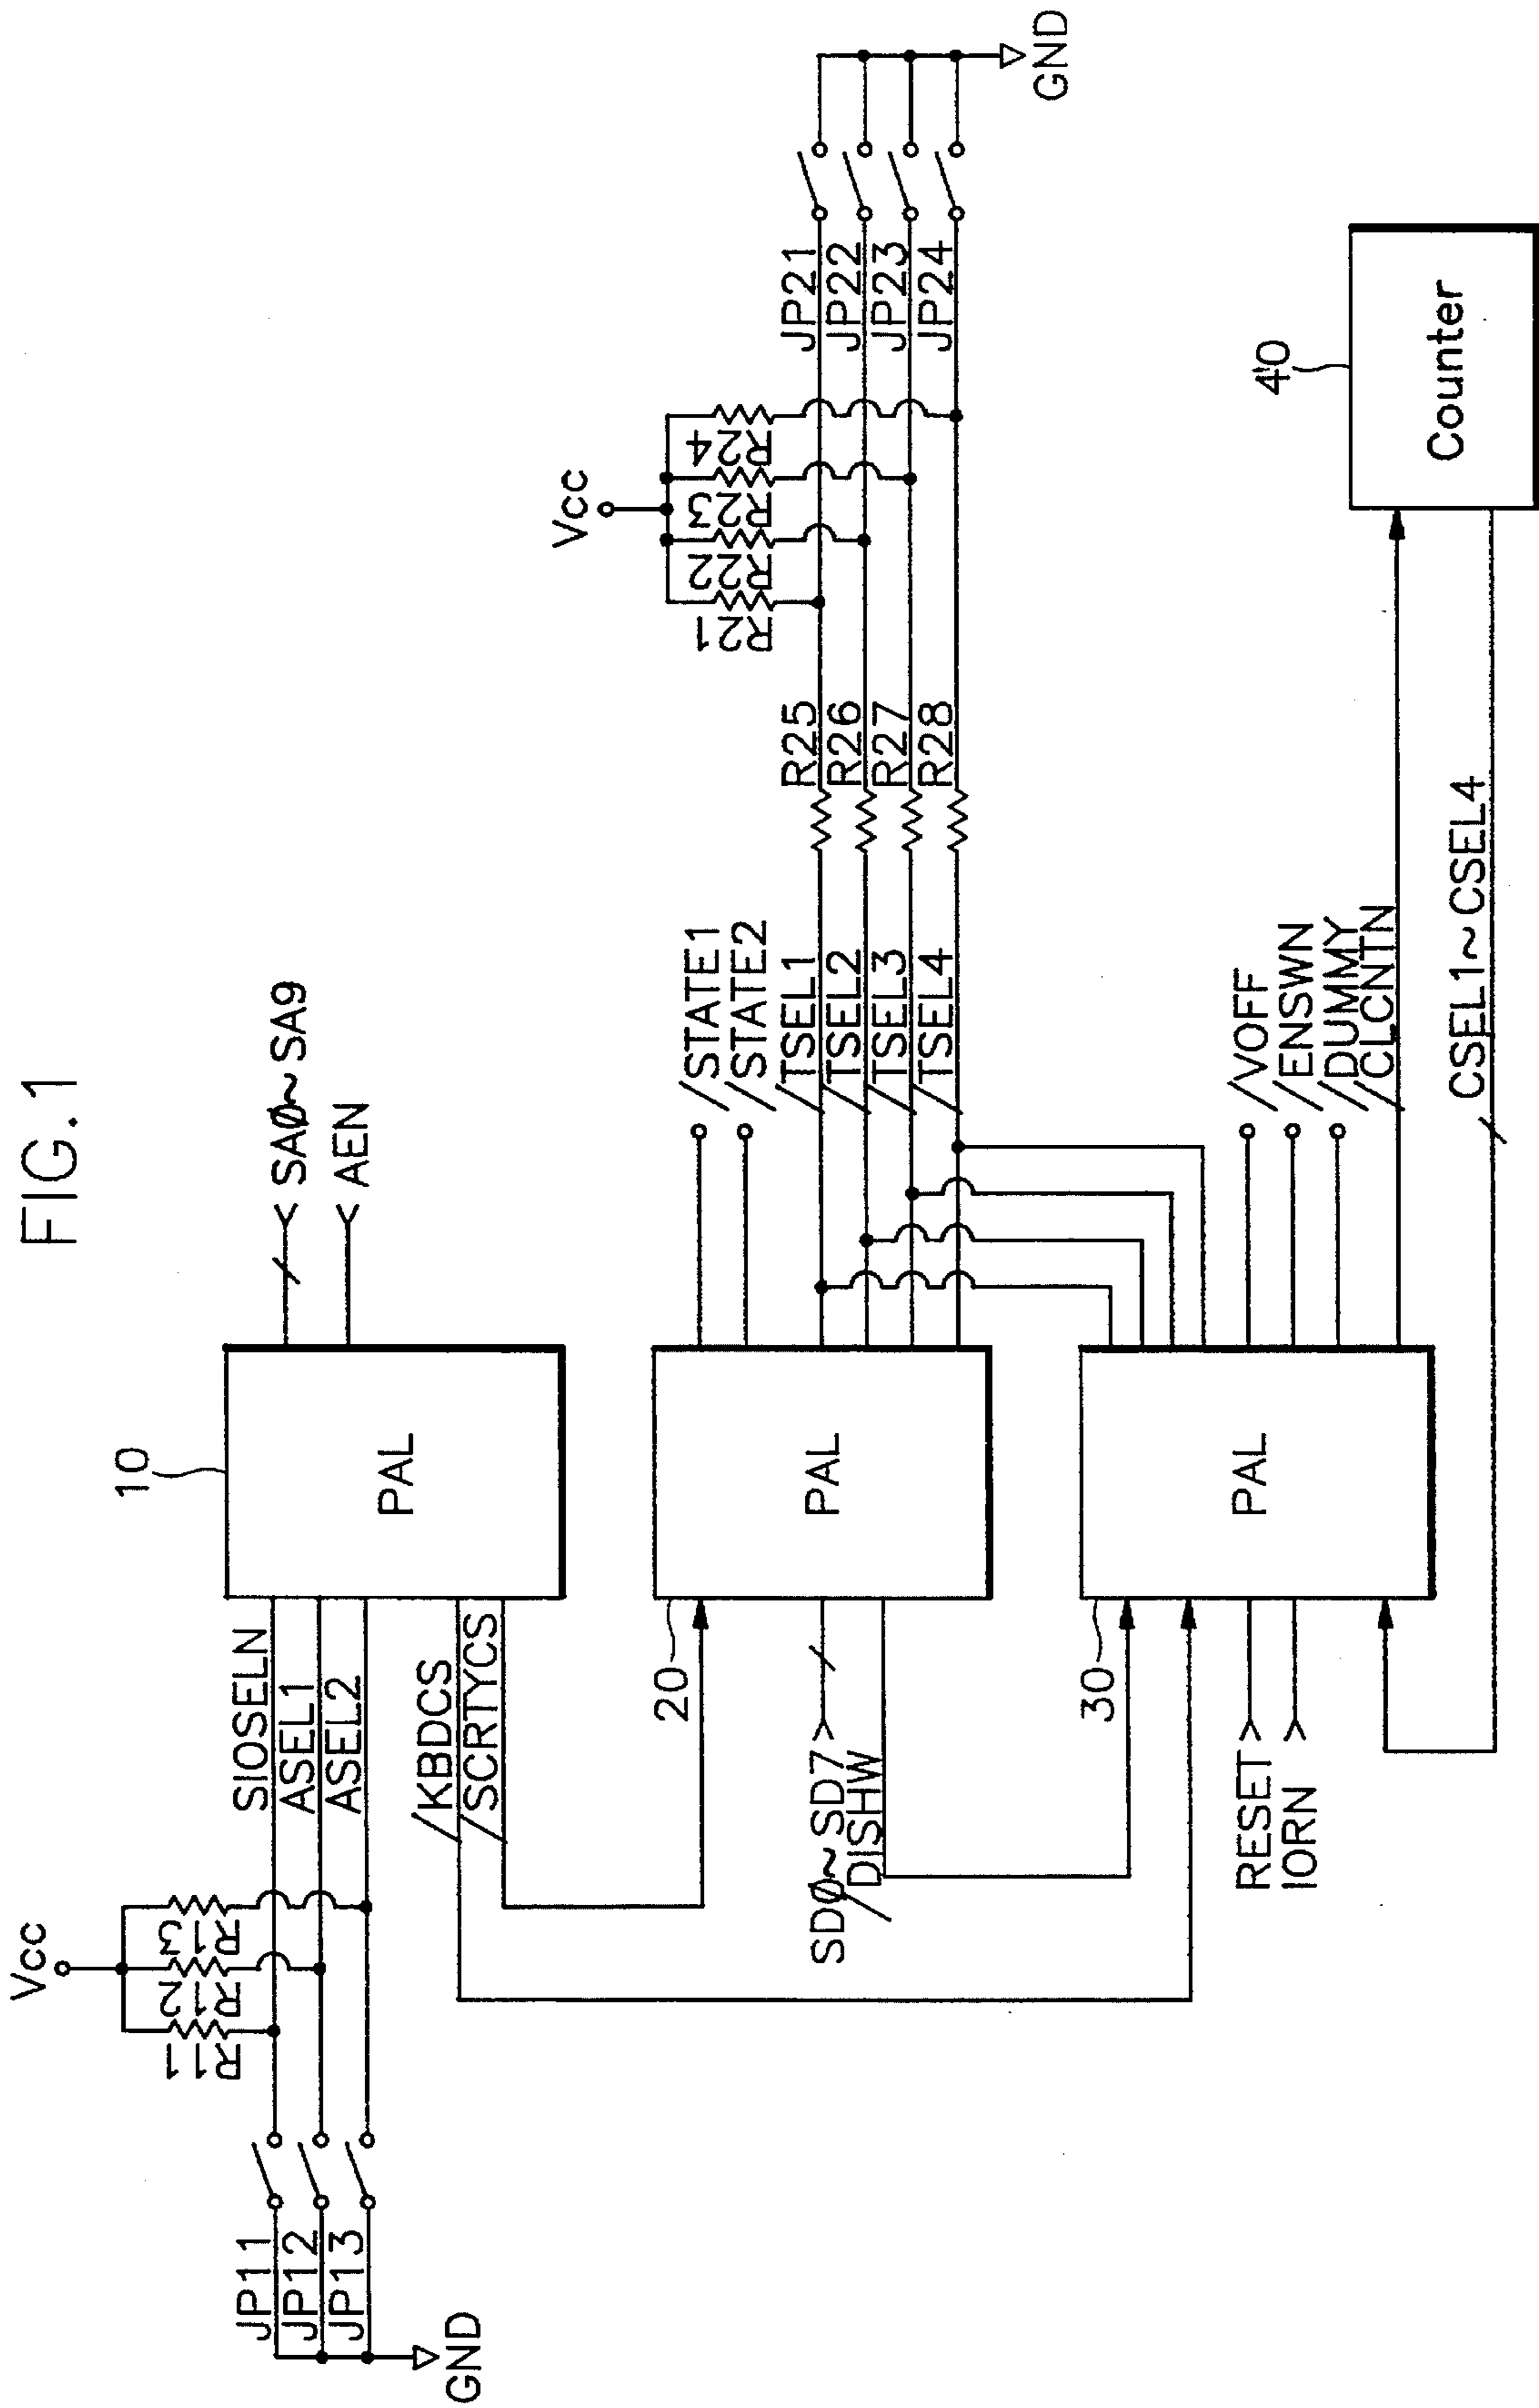 FIG.1
Vcc
R11
R12
R13
JP11
JP12
JP13
GND
SIOSELN
ASEL1
ASEL2
/KBDCS
/SCRTYCS
10
PAL
SAØ~SA9
AEN
20
PAL
SDØ~SD7
/DISHW
/STATE1
/STATE2
/TSEL1
/TSEL2
/TSEL3
/TSEL4
R25
R26
R27
R28
Vcc
R21
R22
R23
R24
JP21
JP22
JP23
JP24
GND
30
PAL
RESET
IORN
/VOFF
/ENSWN
/DUMMY
/CLCNTN
CSEL1~CSEL4
40
Counter